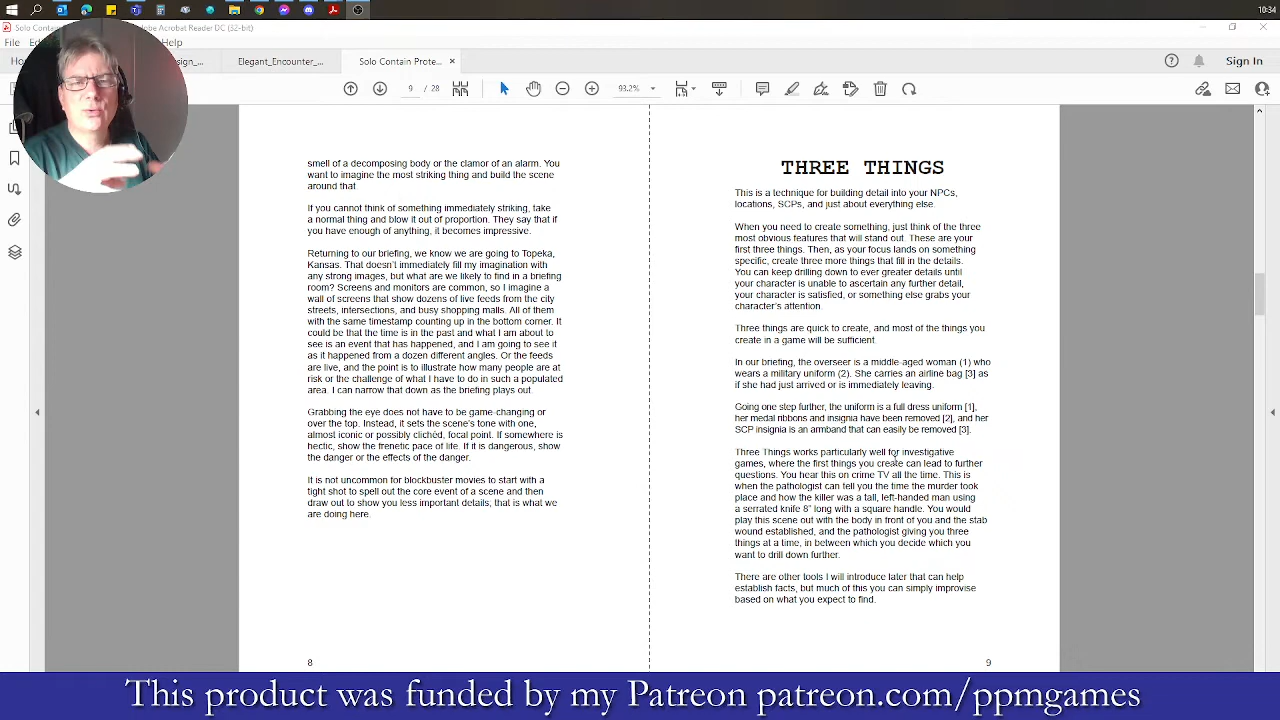 10:34
Solo Contai
dobe Acrobat Reader DC (32-bit)
File
Help
Elegant_Encounter_...
Solo Contain Prote...
Sign In
9 / 28
93.2%
smell of a decomposing body or the clamor of an alarm. You
want to imagine the most striking thing and build the scene
around that.
If you cannot think of something immediately striking, take
a normal thing and blow it out of proportion. They say that if
you have enough of anything, it becomes impressive.
Returning to our briefing, we know we are going to Topeka,
Kansas. That doesn't immediately fill my imagination with
any strong images, but what are we likely to find in a briefing
room? Screens and monitors are common, so I imagine a
wall of screens that show dozens of live feeds from the city
streets, intersections, and busy shopping malls. All of them
with the same timestamp counting up in the bottom corner. It
could be that the time is in the past and what I am about to
see is an event that has happened, and I am going to see it
as it happened from a dozen different angles. Or the feeds
are live, and the point is to illustrate how many people are at
risk or the challenge of what I have to do in such a populated
area. I can narrow that down as the briefing plays out.
Grabbing the eye does not have to be game-changing or
over the top. Instead, it sets the scene's tone with one,
almost iconic or possibly clichéd, focal point. If somewhere is
hectic, show the frenetic pace of life. If it is dangerous, show
the danger or the effects of the danger.
It is not uncommon for blockbuster movies to start with a
tight shot to spell out the core event of a scene and then
draw out to show you less important details; that is what we
are doing here.
8
THREE THINGS
This is a technique for building detail into your NPCs,
locations, SCPs, and just about everything else.
When you need to create something, just think of the three
most obvious features that will stand out. These are your
first three things. Then, as your focus lands on something
specific, create three more things that fill in the details.
You can keep drilling down to ever greater details until
your character is unable to ascertain any further detail,
your character is satisfied, or something else grabs your
character's attention.
Three things are quick to create, and most of the things you
create in a game will be sufficient.
In our briefing, the overseer is a middle-aged woman (1) who
wears a military uniform (2). She carries an airline bag [3] as
if she had just arrived or is immediately leaving.
Going one step further, the uniform is a full dress uniform [1],
her medal ribbons and insignia have been removed [2], and her
SCP insignia is an armband that can easily be removed [3].
Three Things works particularly well for investigative
games, where the first things you create can lead to further
questions. You hear this on crime TV all the time. This is
when the pathologist can tell you the time the murder took
place and how the killer was a tall, left-handed man using
a serrated knife 8" long with a square handle. You would
play this scene out with the body in front of you and the stab
wound established, and the pathologist giving you three
things at a time, in between which you decide which you
want to drill down further.
There are other tools I will introduce later that can help
establish facts, but much of this you can simply improvise
based on what you expect to find.
9
This product was funded by my Patreon patreon.com/ppmgames